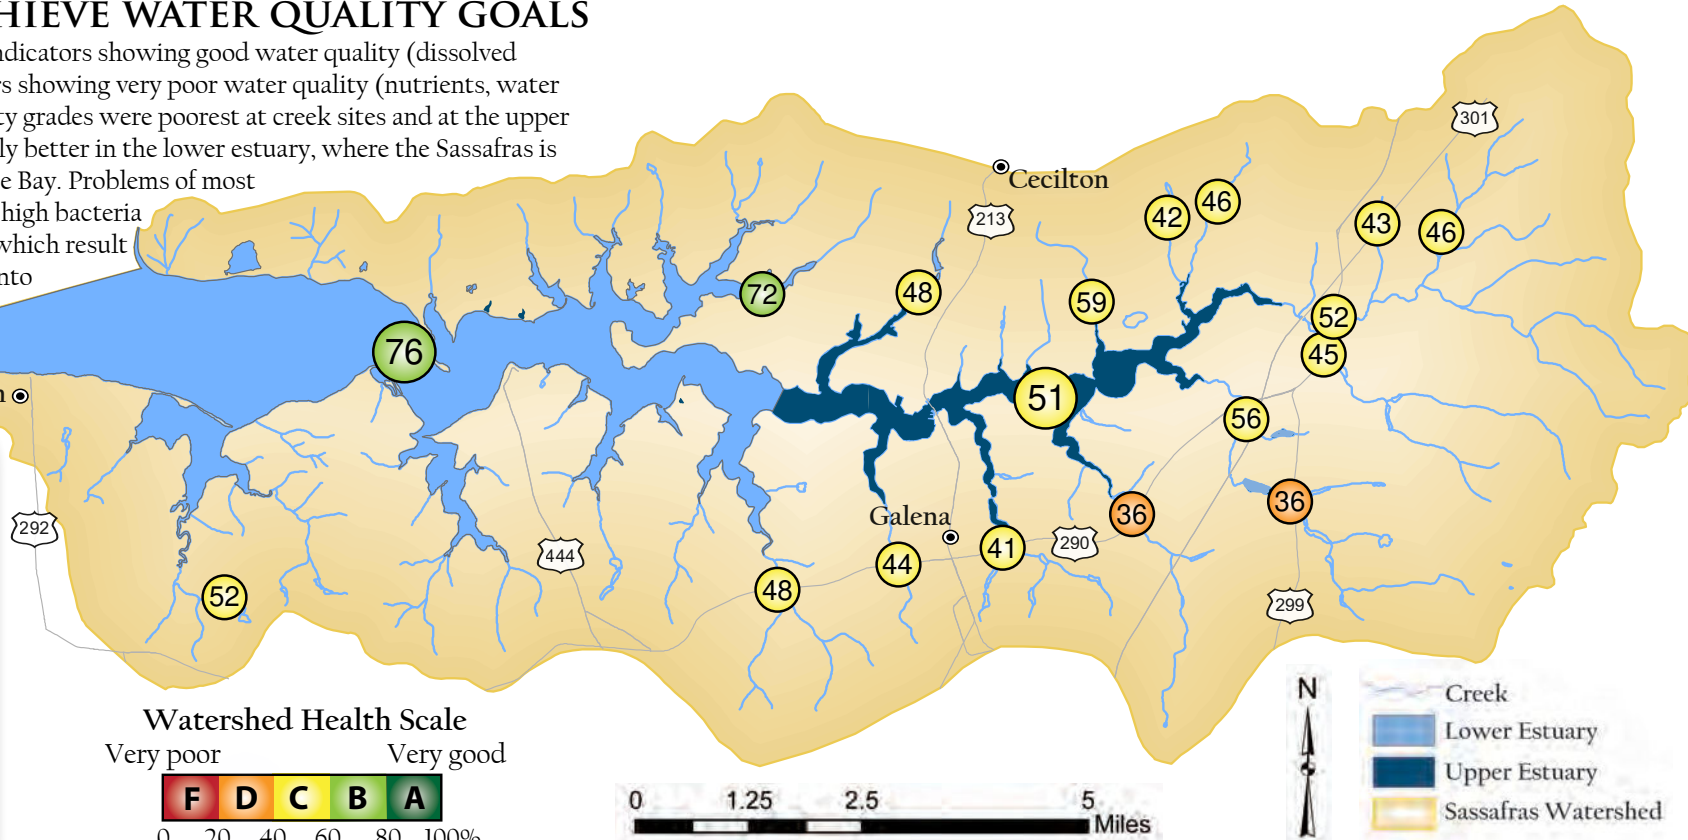 HIEVE WATER QUALITY GOALS
ndicators showing good water quality (dissolved
rs showing very poor water quality (nutrients, water
ty grades were poorest at creek sites and at the upper
ly better in the lower estuary, where the Sassafras is
e Bay. Problems of most
high bacteria
which result
nto
301
Cecilton
213
42
46
43
46
72
48
59
52
45
76
51
n
56
36
36
292
Galena
444
41
290
44
48
52
299
Watershed Health Scale
Very poor
Very good
F D C B A
0 20 40 60 80 100%
0 1.25 2.5 5
Miles
N
Creek
Lower Estuary
Upper Estuary
Sassafras Watershed